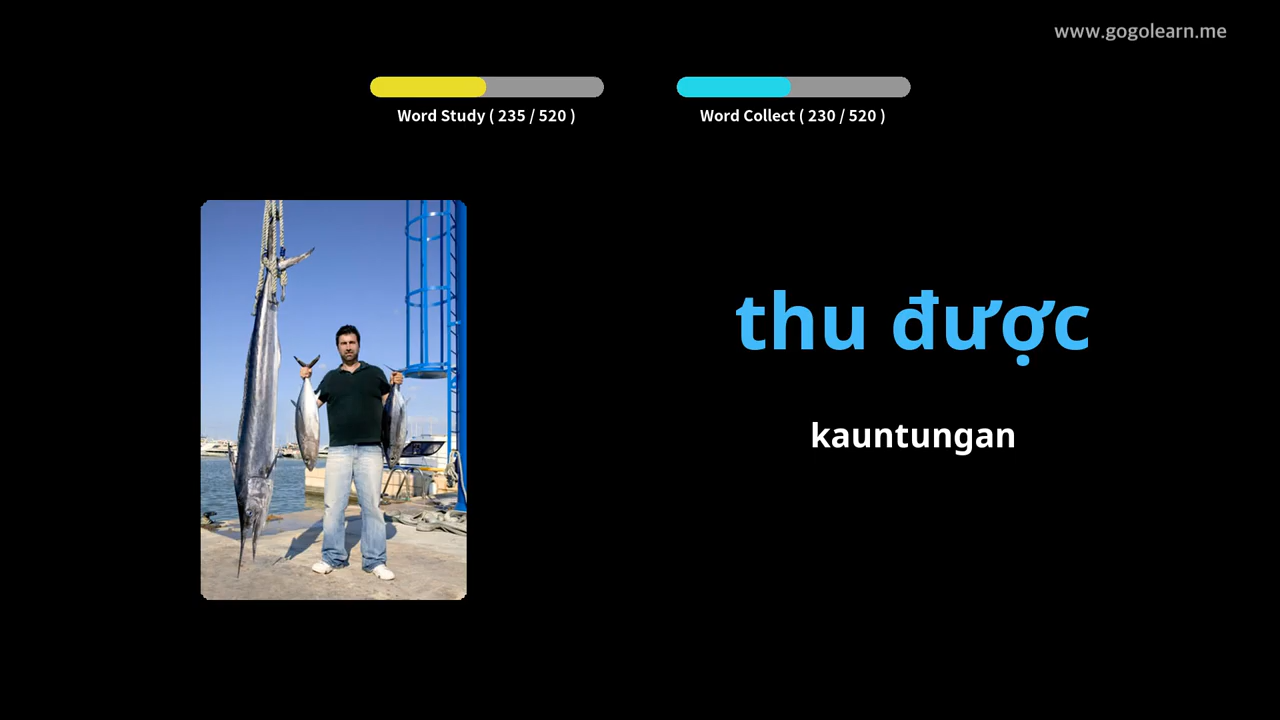 www.gogolearn.me
Word Study ( 235 / 520 )
Word Collect ( 230 / 520 )
thu được
kauntungan